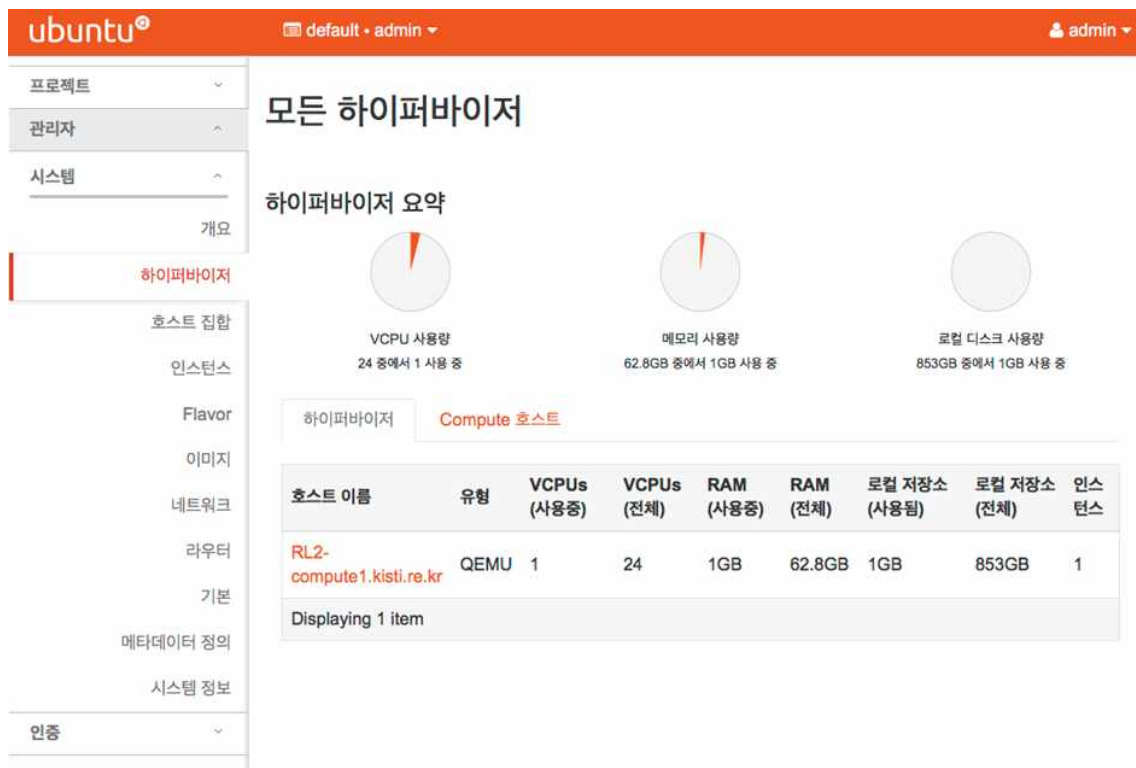 ubuntu®
default • admin
admin
프로젝트
관리자
시스템
개요
하이퍼바이저
호스트 집합
인스턴스
Flavor
이미지
네트워크
라우터
기본
메타데이터 정의
시스템 정보
인증
모든 하이퍼바이저
하이퍼바이저 요약
VCPU 사용량
24 중에서 1 사용 중
메모리 사용량
62.8GB 중에서 1GB 사용 중
로컬 디스크 사용량
853GB 중에서 1GB 사용 중
하이퍼바이저 Compute 호스트
호스트 이름 유형 VCPUs (사용중) VCPUs (전체) RAM (사용중) RAM (전체) 로컬 저장소 (사용됨) 로컬 저장소 (전체) 인스턴스
RL2-
compute1.kisti.re.kr QEMU 1 24 1GB 62.8GB 1GB 853GB 1
Displaying 1 item